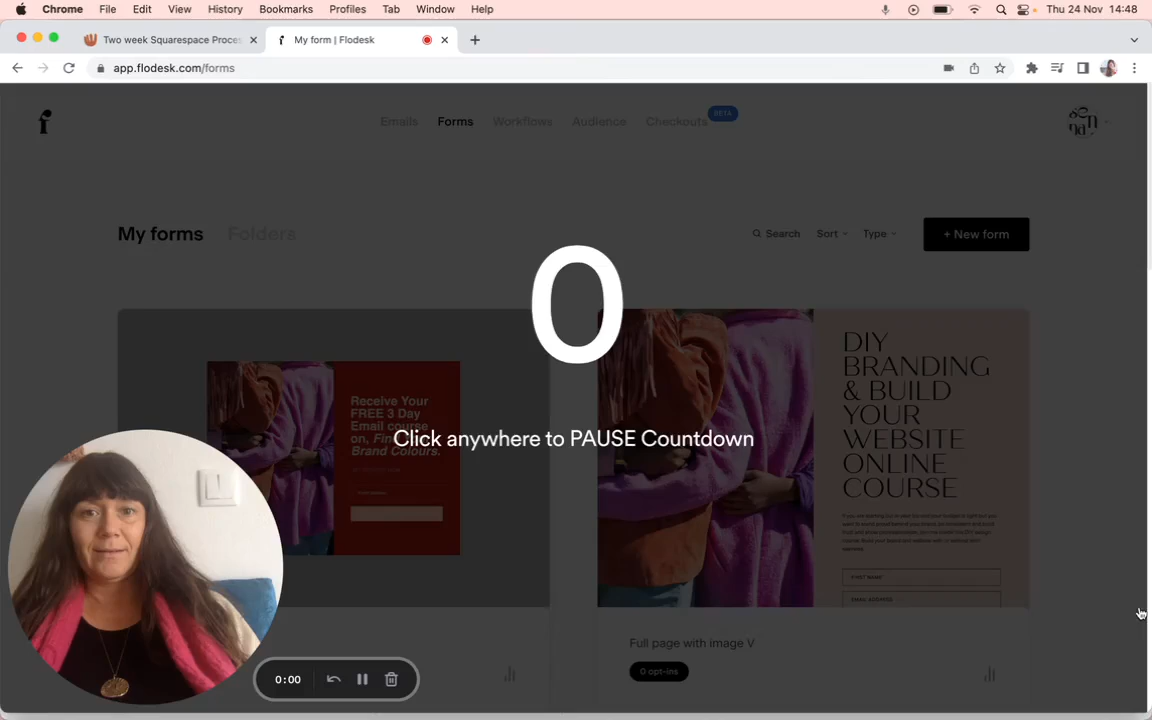 Chrome File Edit View History Bookmarks Profiles Tab Window Help Thu 24 Nov 14:48
Two week Squarespace Proces
My form | Flodesk
app.flodesk.com/forms
f
Emails Forms Workflows Audience Checkouts BETA
send
My forms Folders Search Sort Type + New form
0
Click anywhere to PAUSE Countdown
Receive Your
FREE 3 Day
Email course
on, Fin
Brand Colours.
DIY
BRANDING
& BUILD
YOUR
WEBSITE
ONLINE
COURSE
FIRST NAME
EMAIL ADDRESS
Full page with image V
0 opt-ins
0:00